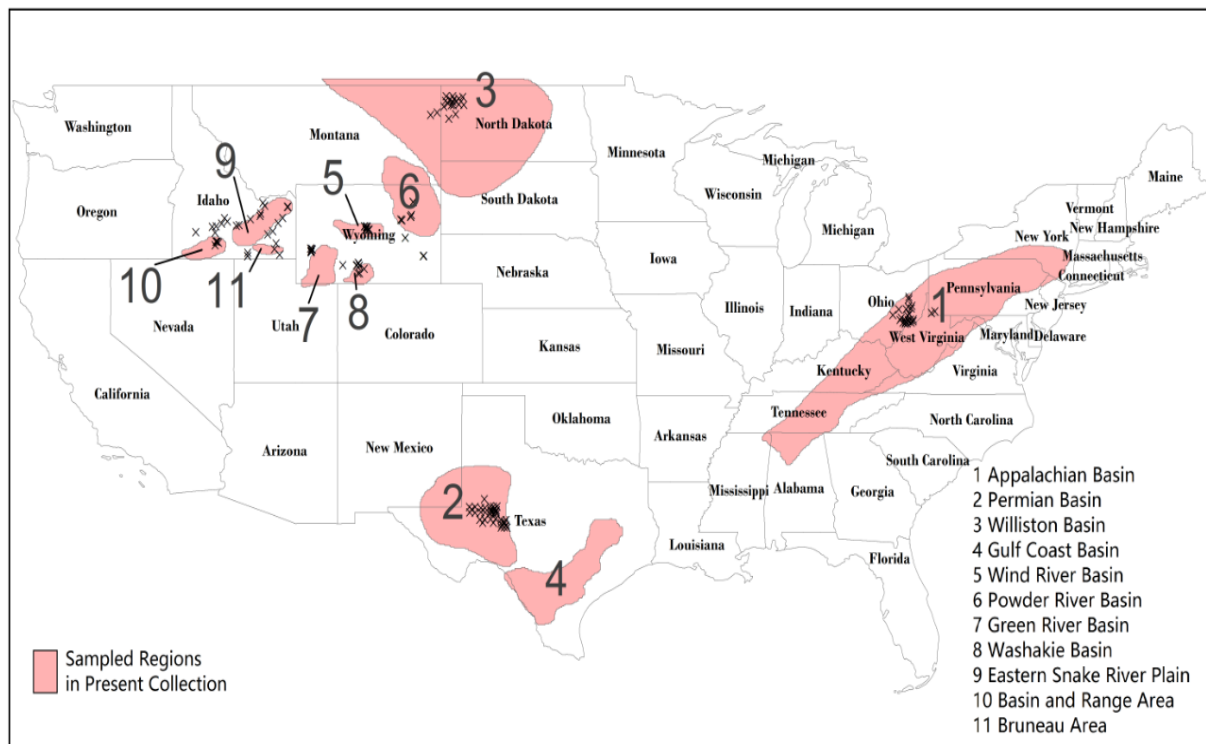 Washington
Montana
North Dakota
Minnesota
Michigan
Maine
Oregon
Idaho
Wyoming
South Dakota
Wisconsin
Michigan
Vermont
New Hampshire
New York
Massachusetts
Connecticut
Nebraska
Iowa
Illinois
Indiana
Ohio
Pennsylvania
New Jersey
Nevada
Utah
Colorado
Kansas
Missouri
West Virginia
Maryland
Delaware
Kentucky
Virginia
California
Arizona
New Mexico
Oklahoma
Arkansas
Tennessee
North Carolina
South Carolina
Texas
Louisiana
Mississippi
Alabama
Georgia
Florida
3
9
5
6
10
11
7
8
1
2
4
1 Appalachian Basin
2 Permian Basin
3 Williston Basin
4 Gulf Coast Basin
5 Wind River Basin
6 Powder River Basin
7 Green River Basin
8 Washakie Basin
9 Eastern Snake River Plain
10 Basin and Range Area
11 Bruneau Area
Sampled Regions
in Present Collection